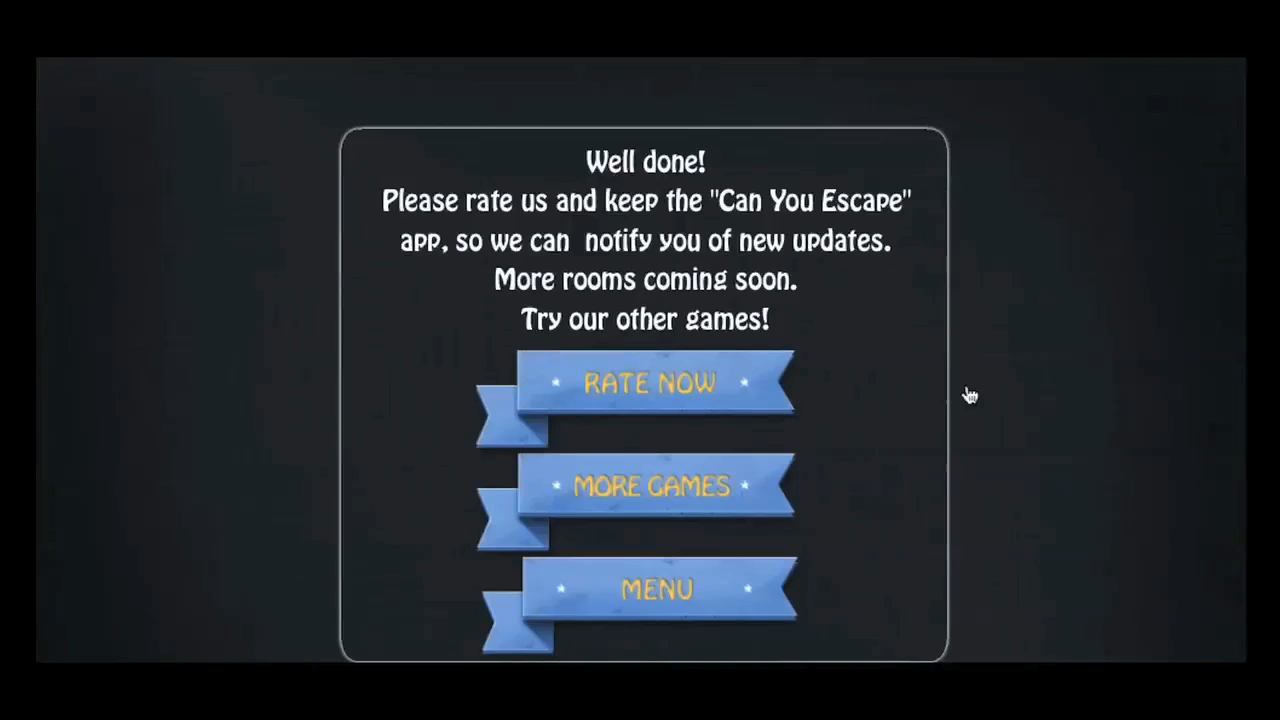 Well done!
Please rate us and keep the "Can You Escape"
app, so we can  notify you of new updates.
More rooms coming soon.
Try our other games!
RATE NOW
MORE GAMES
MENU